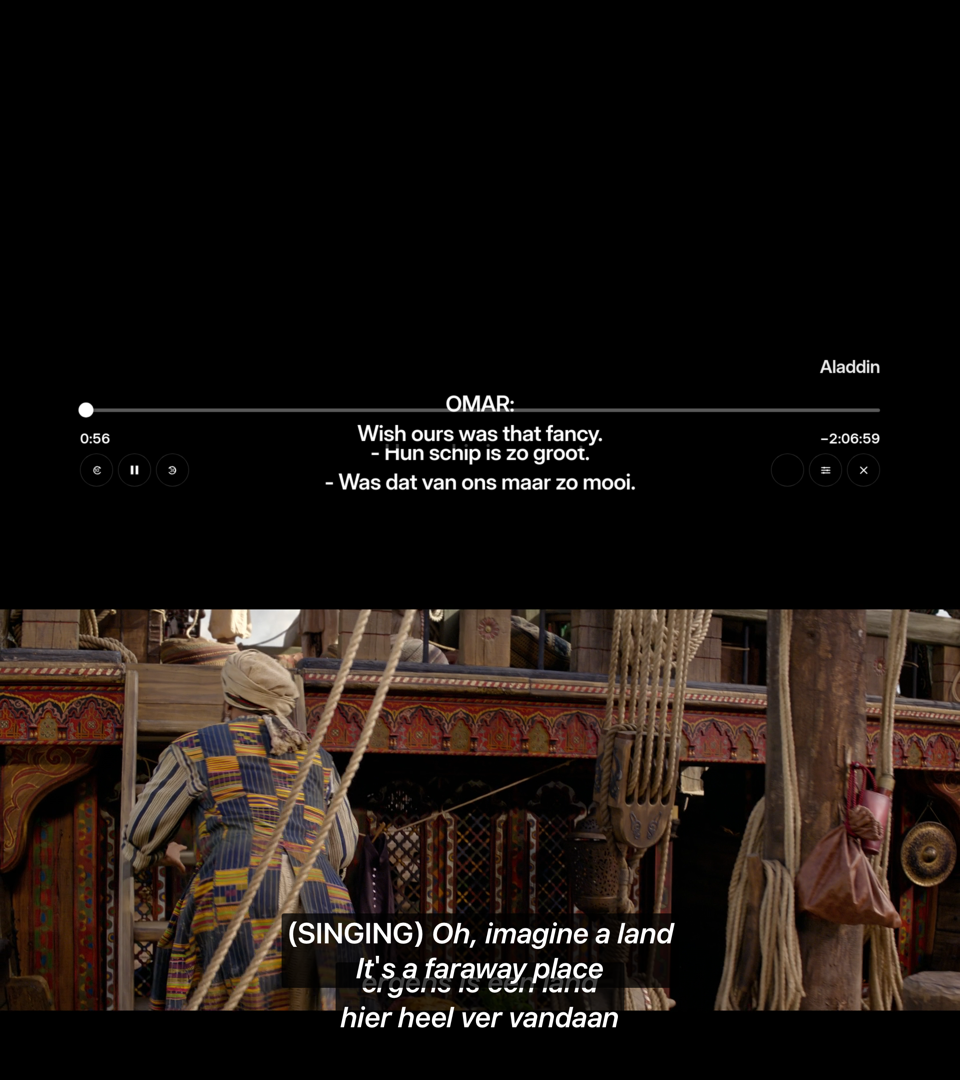 Aladdin
OMAR:
Wish ours was that fancy.
- Hun schip is zo groot.
- Was dat van ons maar zo mooi.
0:56
−2:06:59
(SINGING) Oh, imagine a land
It's a faraway place
ergens is een land
hier heel ver vandaan